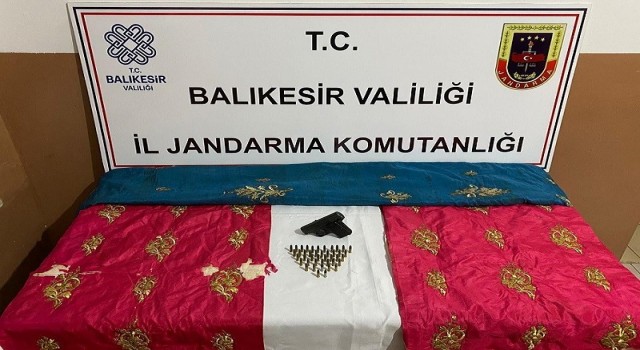 T.C.
BALIKESİR VALİLİĞİ
İL JANDARMA KOMUTANLIĞI
T.C.
BALIKESİR
VALİLİĞİ
JANDARMA